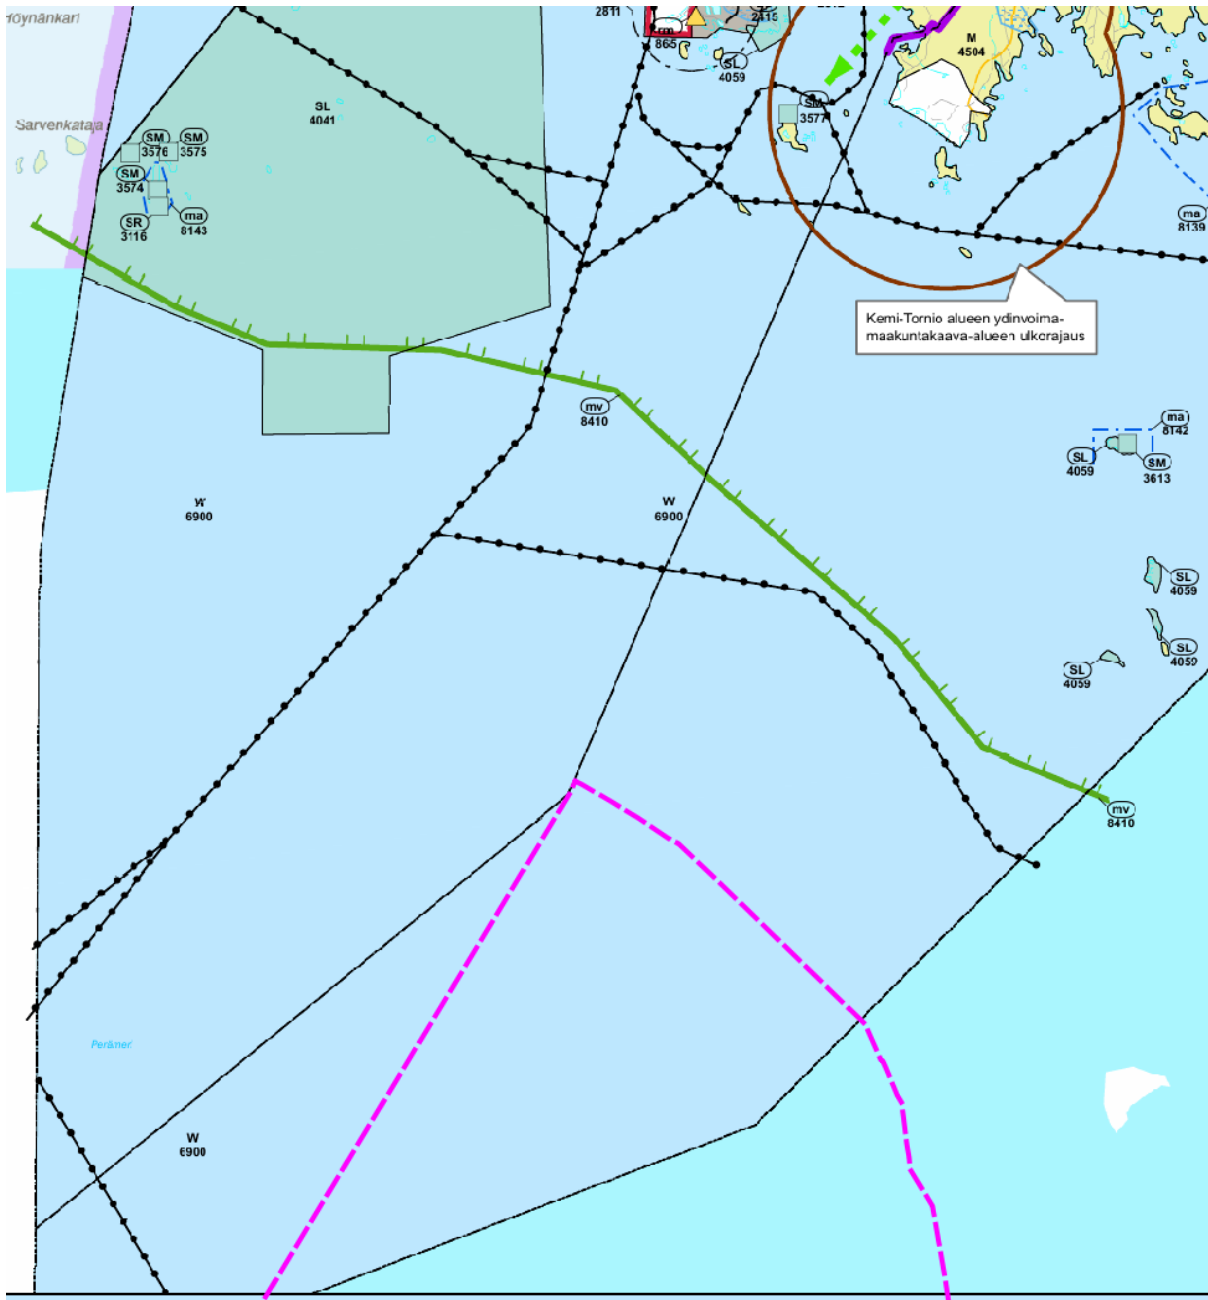 2811
rm
865
2415
SL
4059
M
4504
SL
4041
SM
3577
Sarvenkataja
SM
3576
SM
3575
SM
3574
SR
3116
ma
8143
ma
8139
Kemi-Tornio alueen ydinvoima-
maakuntakaava-alueen ulkorajaus
mv
8410
ma
8142
SL
4059
SM
3613
W
6900
W
6900
SL
4059
SL
4059
SL
4059
mv
8410
Perämeri
W
6900